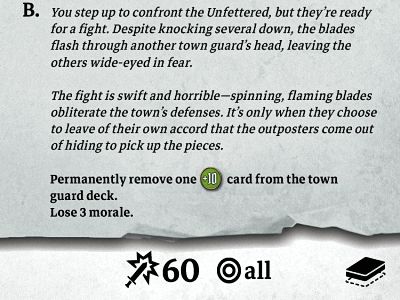 B. You step up to confront the Unfettered, but they're ready
for a fight. Despite knocking several down, the blades
flash through another town guard's head, leaving the
others wide-eyed in fear.
The fight is swift and horrible—spinning, flaming blades
obliterate the town's defenses. It's only when they choose
to leave of their own accord that the outposters come out
of hiding to pick up the pieces.
Permanently remove one +10 card from the town
guard deck.
Lose 3 morale.
60 all